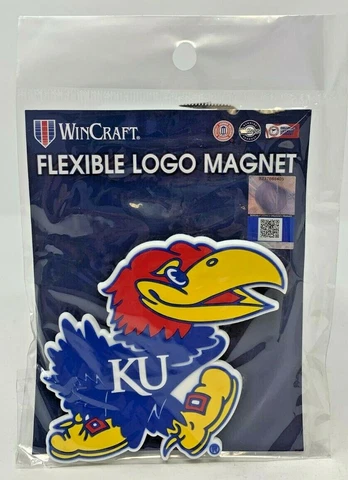 WINCRAFT®
FLEXIBLE LOGO MAGNET
KU
®